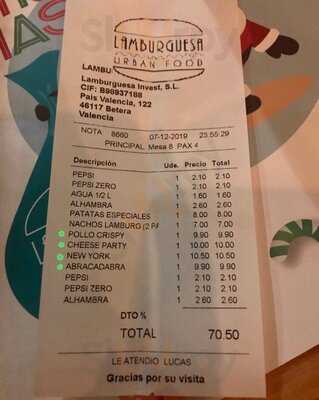 LAMBURGUESA
URBAN FOOD
LAMBU
Lamburguesa Invest, S.L.
CIF: B98937188
Pais Valencia, 122
46117 Betera
Valencia
NOTA 8660 07-12-2019 23:55:29
PRINCIPAL Mesa 8 PAX 4
Descripción Uds. Precio Total
PEPSI 1 2.10 2.10
PEPSI ZERO 1 2.10 2.10
AGUA 1/2 L 1 1.60 1.60
ALHAMBRA 1 2.60 2.60
PATATAS ESPECIALES 1 8.00 8.00
NACHOS LAMBURG (2 PA 1 7.00 7.00
POLLO CRISPY 1 9.90 9.90
CHEESE PARTY 1 10.00 10.00
NEW YORK 1 10.50 10.50
ABRACADABRA 1 9.90 9.90
PEPSI 1 2.10 2.10
PEPSI ZERO 1 2.10 2.10
ALHAMBRA 1 2.60 2.60
DTO %
TOTAL 70.50
LE ATENDIO LUCAS
Gracias por su visita